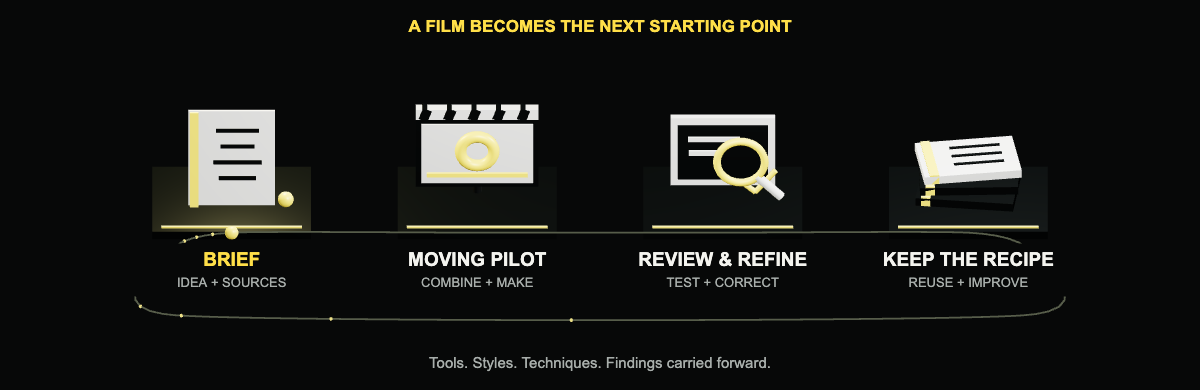 A FILM BECOMES THE NEXT STARTING POINT
BRIEF
IDEA + SOURCES
MOVING PILOT
COMBINE + MAKE
REVIEW & REFINE
TEST + CORRECT
KEEP THE RECIPE
REUSE + IMPROVE
Tools. Styles. Techniques. Findings carried forward.